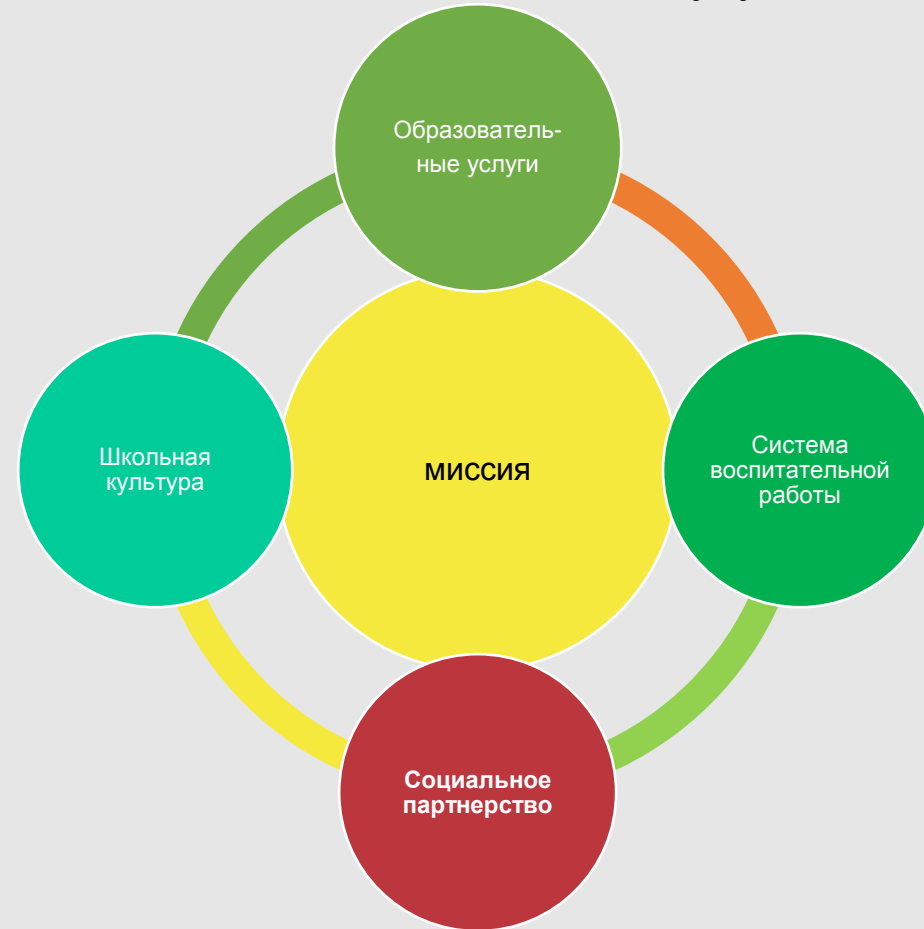 Образователь-
ные услуги
Школьная
культура
миссия
Система
воспитательной
работы
Социальное
партнерство